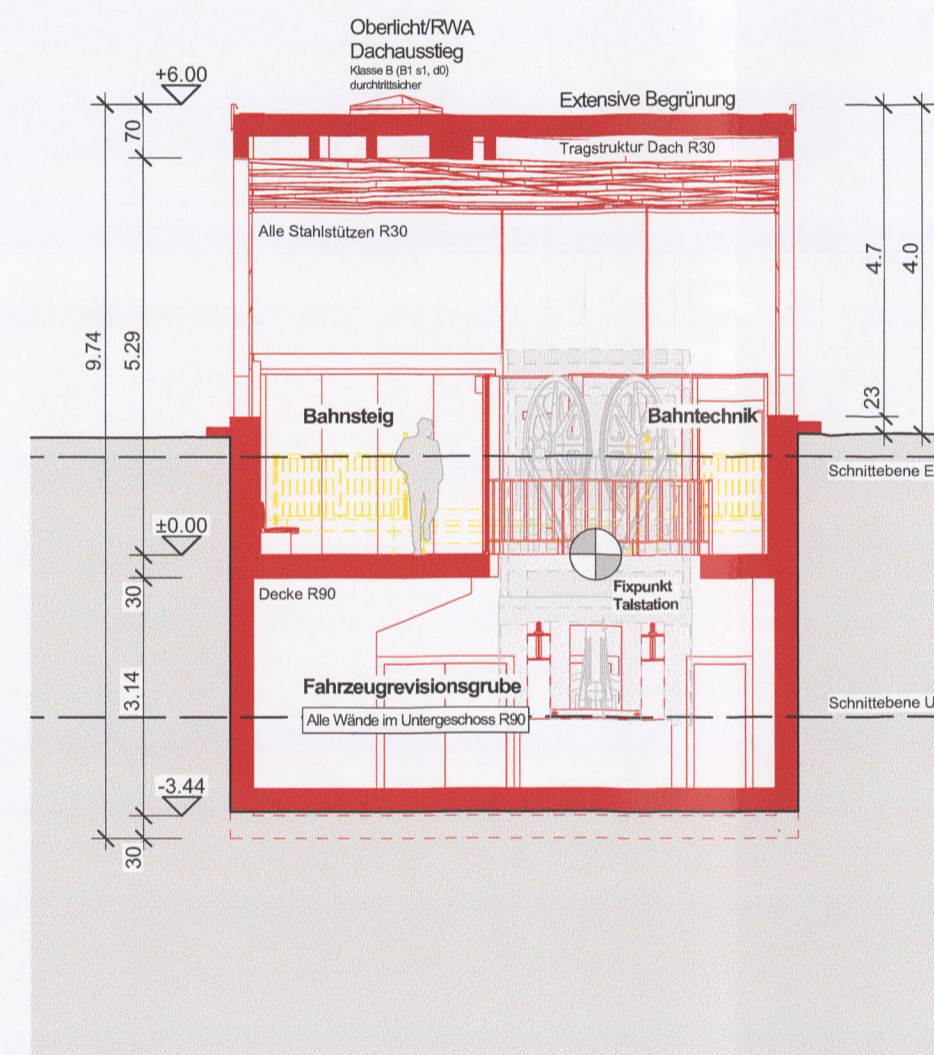 Oberlicht/RWA
Dachausstieg
Klasse B (B1 s1, d0)
durchtrittsicher
+6.00
Extensive Begrünung
70
Tragstruktur Dach R30
Alle Stahlstützen R30
4.7
4.0
9.74
5.29
23
Bahnsteig
Bahntechnik
Schnittebene E
±0.00
30
Decke R90
Fixpunkt
Talstation
3.14
Fahrzeugrevisionsgrube
Alle Wände im Untergeschoss R90
Schnittebene U
-3.44
30